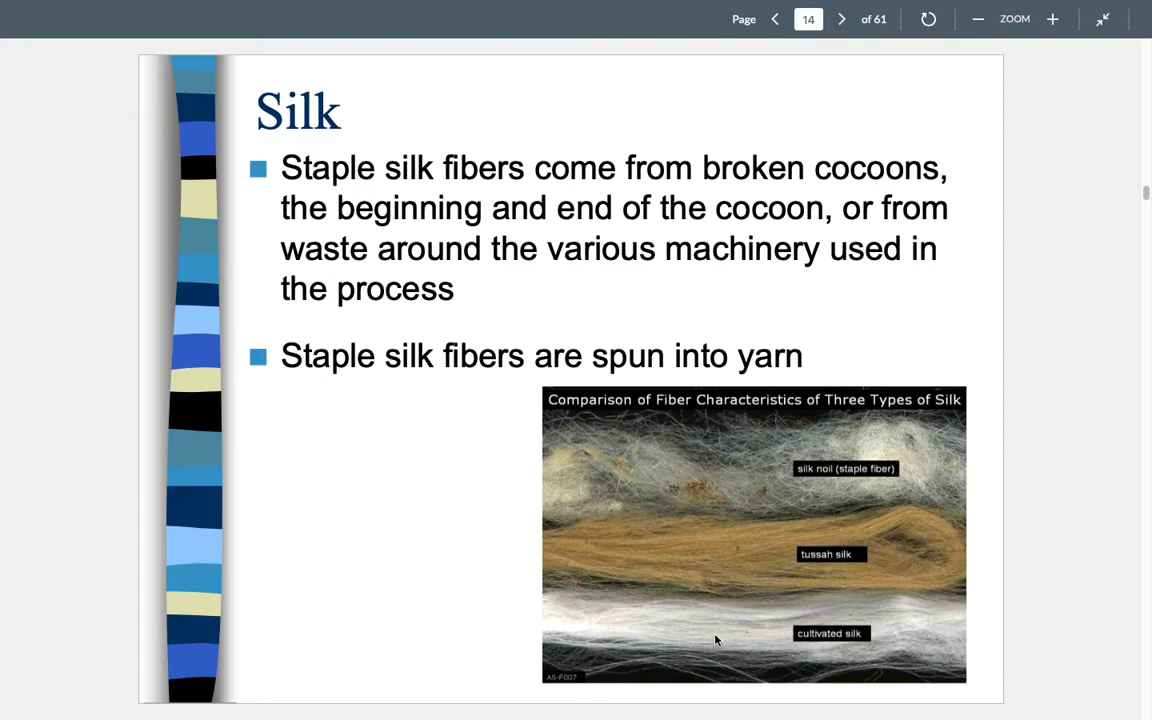 Page 14 of 61 ZOOM
Silk
Staple silk fibers come from broken cocoons,
the beginning and end of the cocoon, or from
waste around the various machinery used in
the process
Staple silk fibers are spun into yarn
Comparison of Fiber Characteristics of Three Types of Silk
silk noil (staple fiber)
tussah silk
cultivated silk
AS-F007